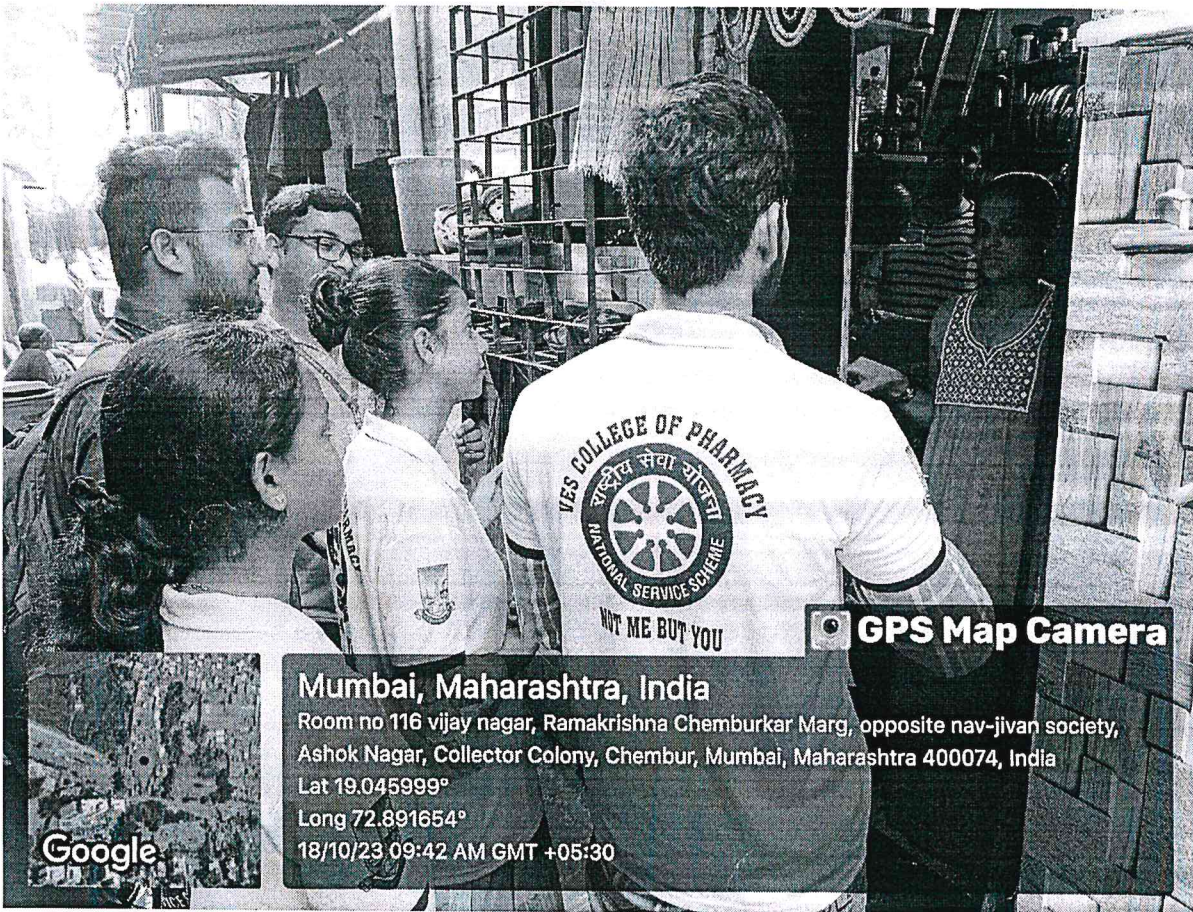 VES COLLEGE OF PHARMACY
राष्ट्रीय सेवा योजना
NATIONAL SERVICE SCHEME
NOT ME BUT YOU
PHARMACY
GPS Map Camera
Mumbai, Maharashtra, India
Room no 116 vijay nagar, Ramakrishna Chemburkar Marg, opposite nav-jivan society,
Ashok Nagar, Collector Colony, Chembur, Mumbai, Maharashtra 400074, India
Lat 19.045999°
Long 72.891654°
18/10/23 09:42 AM GMT +05:30
Google